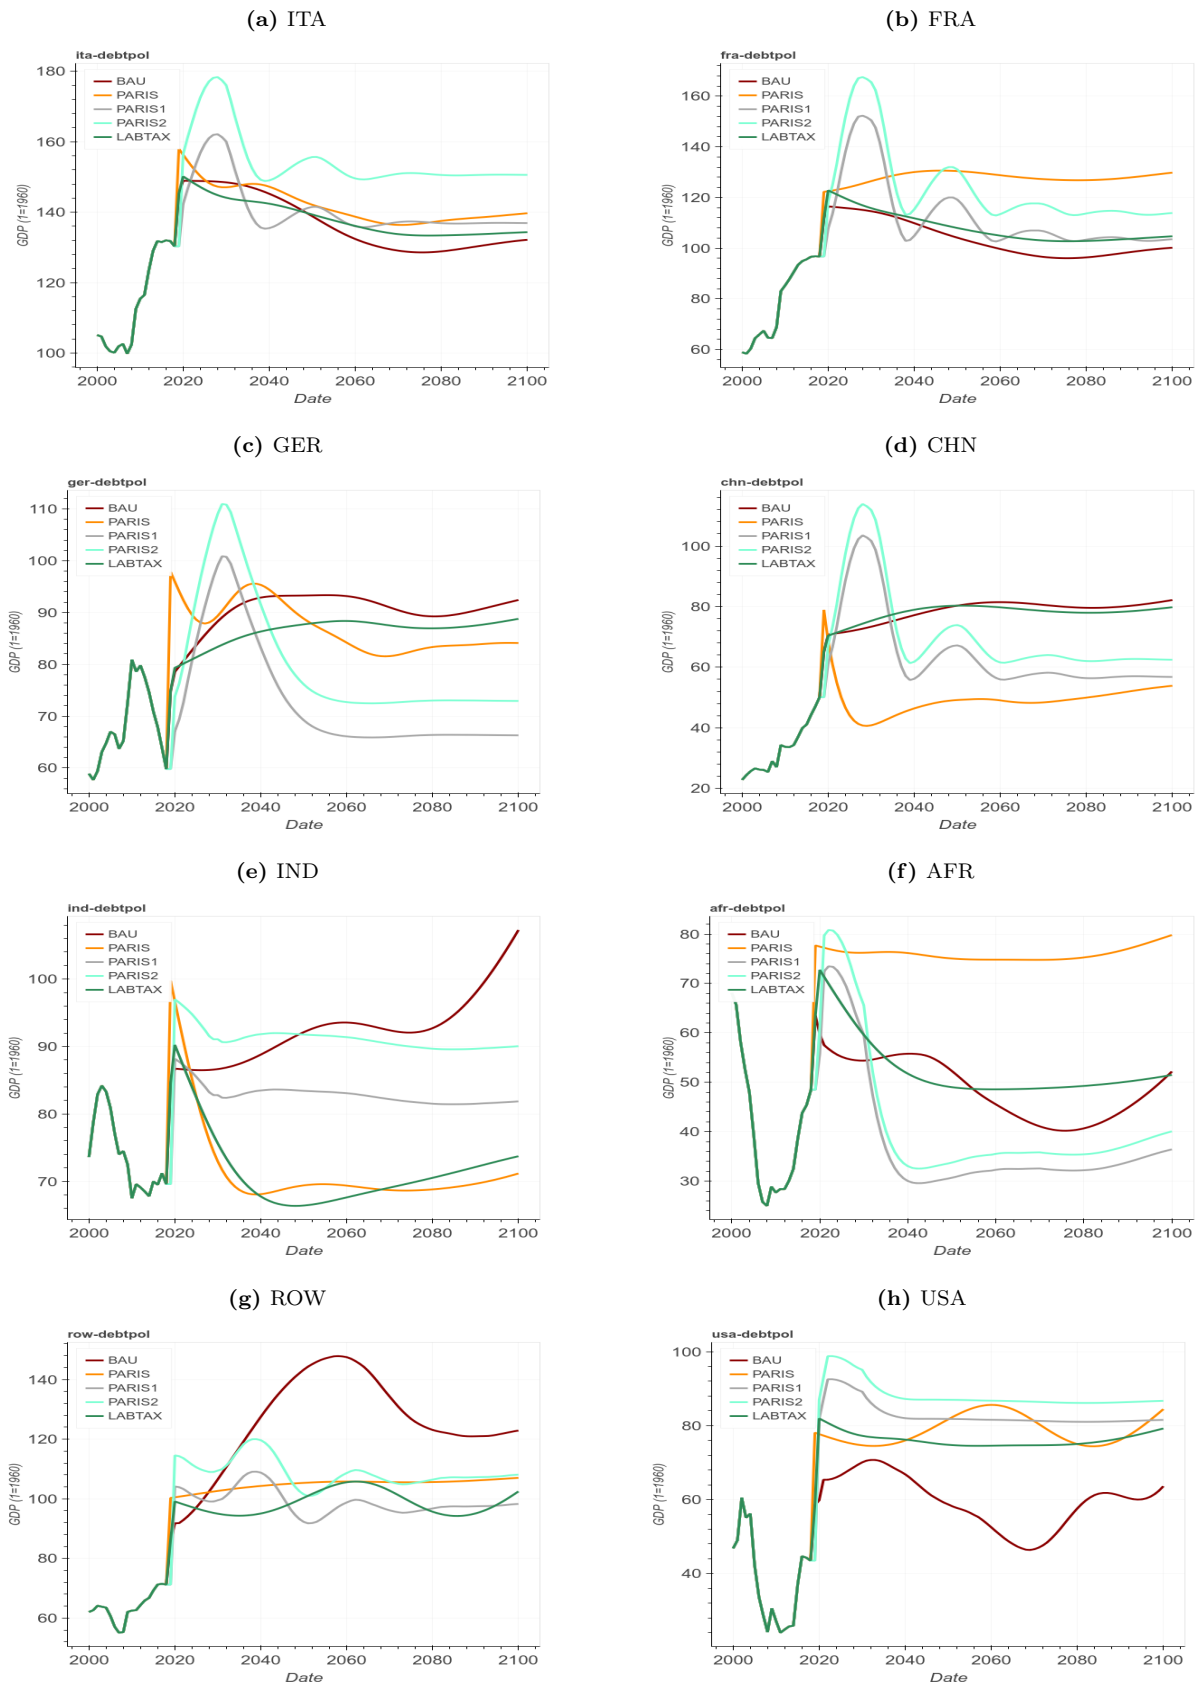 (a) ITA
ita-debtpol
BAU
PARIS
PARIS1
PARIS2
LABTAX
GDP (1=1960)
180
160
140
120
100
2000 2020 2040 2060 2080 2100
Date
(b) FRA
fra-debtpol
BAU
PARIS
PARIS1
PARIS2
LABTAX
GDP (1=1960)
160
140
120
100
80
60
2000 2020 2040 2060 2080 2100
Date
(c) GER
ger-debtpol
BAU
PARIS
PARIS1
PARIS2
LABTAX
GDP (1=1960)
110
100
90
80
70
60
2000 2020 2040 2060 2080 2100
Date
(d) CHN
chn-debtpol
BAU
PARIS
PARIS1
PARIS2
LABTAX
GDP (1=1960)
100
80
60
40
20
2000 2020 2040 2060 2080 2100
Date
(e) IND
ind-debtpol
BAU
PARIS
PARIS1
PARIS2
LABTAX
GDP (1=1960)
100
90
80
70
2000 2020 2040 2060 2080 2100
Date
(f) AFR
afr-debtpol
BAU
PARIS
PARIS1
PARIS2
LABTAX
GDP (1=1960)
80
70
60
50
40
30
2000 2020 2040 2060 2080 2100
Date
(g) ROW
row-debtpol
BAU
PARIS
PARIS1
PARIS2
LABTAX
GDP (1=1960)
140
120
100
80
60
2000 2020 2040 2060 2080 2100
Date
(h) USA
usa-debtpol
BAU
PARIS
PARIS1
PARIS2
LABTAX
GDP (1=1960)
100
80
60
40
2000 2020 2040 2060 2080 2100
Date